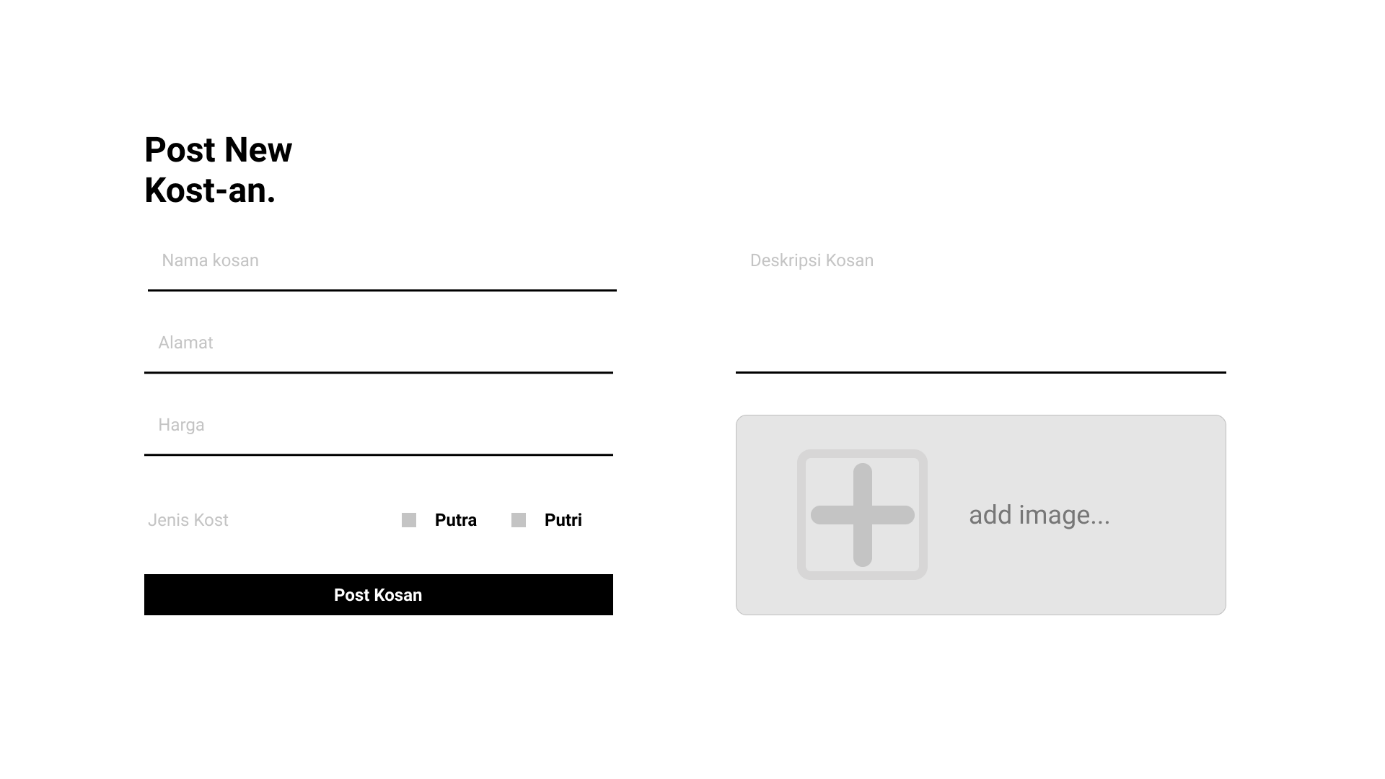 Post New
Kost-an.
Nama kosan
Alamat
Harga
Jenis Kost Putra Putri
Post Kosan
Deskripsi Kosan
add image...